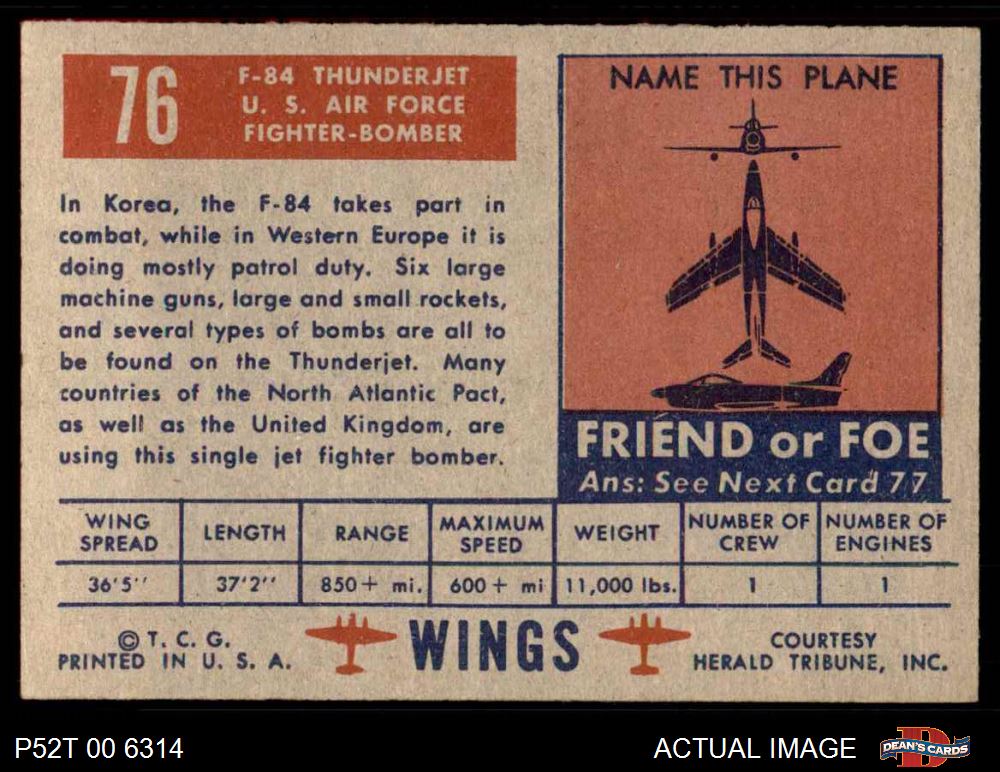 76
F-84 THUNDERJET
U. S. AIR FORCE
FIGHTER-BOMBER
In Korea, the F-84 takes part in
combat, while in Western Europe it is
doing mostly patrol duty. Six large
machine guns, large and small rockets,
and several types of bombs are all to
be found on the Thunderjet. Many
countries of the North Atlantic Pact,
as well as the United Kingdom, are
using this single jet fighter bomber.
NAME THIS PLANE
FRIEND or FOE
Ans: See Next Card 77
WING SPREAD LENGTH RANGE MAXIMUM SPEED WEIGHT NUMBER OF CREW NUMBER OF ENGINES
36'5'' 37'2'' 850+ mi. 600+ mi 11,000 lbs. 1 1
© T. C. G.
PRINTED IN U. S. A.
WINGS
COURTESY
HERALD TRIBUNE, INC.
P52T 00 6314
ACTUAL IMAGE
D
DEAN'S CARDS